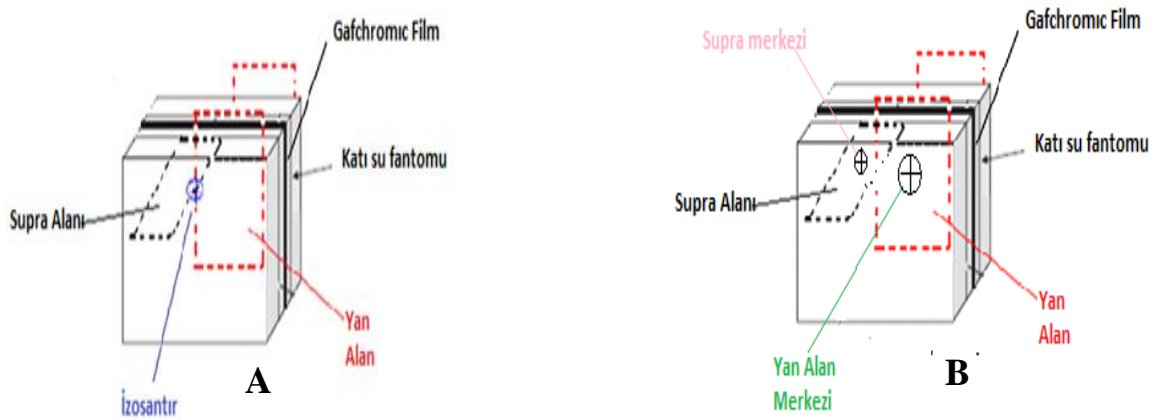 Gafchromıc Film
Katı su fantomu
Supra Alanı
Yan
Alan
İzosantır
A
Supra merkezi
Gafchromıc Film
Katı su fantomu
Supra Alanı
Yan
Alan
Yan Alan
Merkezi
B